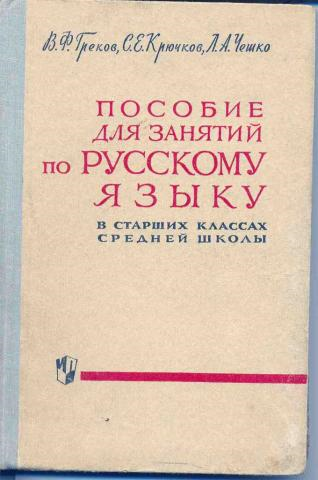 В. Ф. Греков, С. Е. Крючков, Л. А. Чешко
ПОСОБИЕ
ДЛЯ ЗАНЯТИЙ
ПО РУССКОМУ
ЯЗЫКУ
В СТАРШИХ КЛАССАХ
СРЕДНЕЙ ШКОЛЫ